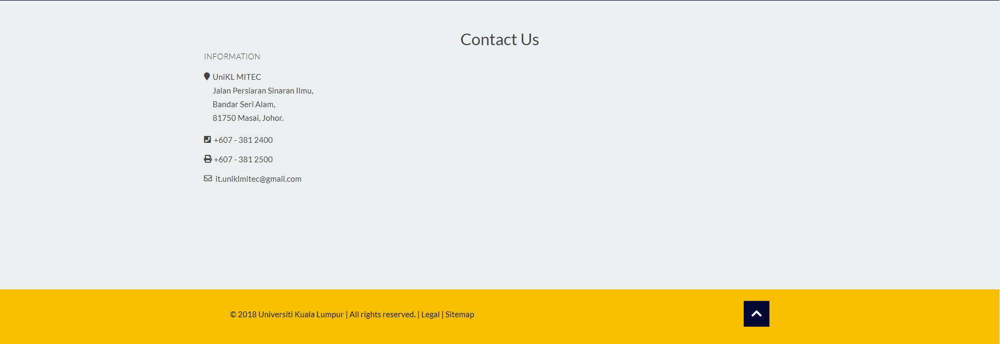 Contact Us
INFORMATION
UniKL MITEC
Jalan Persiaran Sinaran Ilmu,
Bandar Seri Alam,
81750 Masai, Johor.
+607 - 381 2400
+607 - 381 2500
it.uniklmitec@gmail.com
© 2018 Universiti Kuala Lumpur | All rights reserved. | Legal | Sitemap